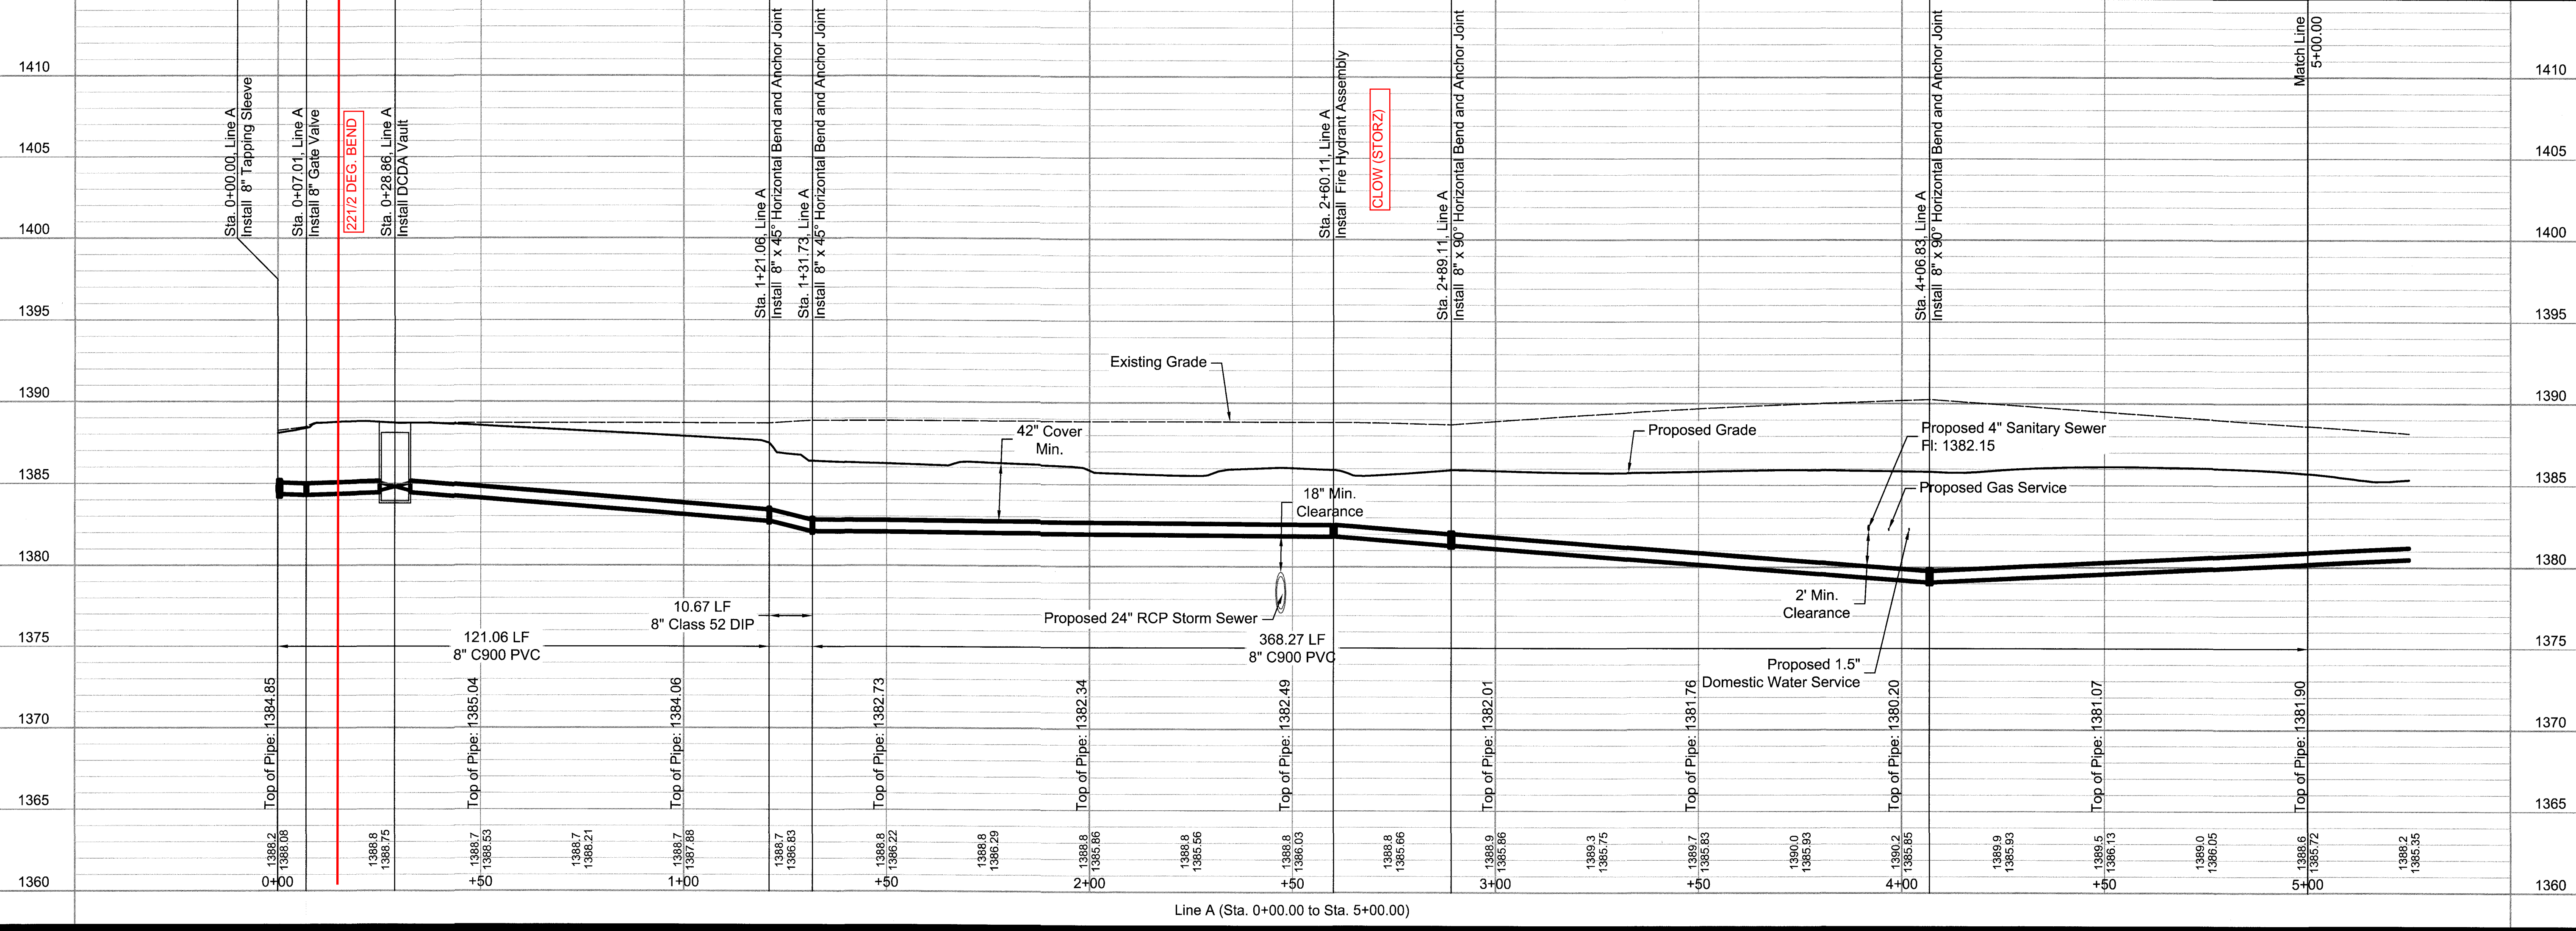 1410
1405
1400
1395
1390
1385
1380
1375
1370
1365
1360
Sta. 0+00.00, Line A
Install 8" Tapping Sleeve
Sta. 0+07.01, Line A
Install 8" Gate Valve
221/2 DEG. BEND
Sta. 0+28.86, Line A
Install DCDA Vault
Sta. 1+21.06, Line A
Install 8" x 45° Horizontal Bend and Anchor Joint
Sta. 1+31.73, Line A
Install 8" x 45° Horizontal Bend and Anchor Joint
Sta. 2+60.11, Line A
Install Fire Hydrant Assembly
CLOW (STORZ)
Sta. 2+89.11, Line A
Install 8" x 90° Horizontal Bend and Anchor Joint
Sta. 4+06.83, Line A
Install 8" x 90° Horizontal Bend and Anchor Joint
Match Line
5+00.00
1410
1405
1400
1395
1390
1385
1380
1375
1370
1365
1360
Existing Grade
42" Cover
Min.
Proposed Grade
Proposed 4" Sanitary Sewer
Fl: 1382.15
18" Min.
Clearance
Proposed Gas Service
Proposed 24" RCP Storm Sewer
2' Min.
Clearance
Proposed 1.5"
Domestic Water Service
10.67 LF
8" Class 52 DIP
121.06 LF
8" C900 PVC
368.27 LF
8" C900 PVC
Top of Pipe: 1384.85
Top of Pipe: 1385.04
Top of Pipe: 1384.06
Top of Pipe: 1382.73
Top of Pipe: 1382.34
Top of Pipe: 1382.49
Top of Pipe: 1382.01
Top of Pipe: 1381.76
Top of Pipe: 1380.20
Top of Pipe: 1381.07
Top of Pipe: 1381.90
1388.2
1388.08
1388.8
1388.75
1388.7
1388.53
1388.7
1388.21
1388.7
1387.88
1388.7
1386.83
1388.8
1386.22
1388.8
1386.29
1388.8
1385.86
1388.8
1385.56
1388.8
1386.03
1388.8
1385.66
1388.9
1385.86
1389.3
1385.75
1389.7
1385.83
1390.0
1385.93
1390.2
1385.85
1389.9
1385.93
1389.5
1386.13
1389.0
1386.05
1388.6
1385.72
1388.2
1385.35
0+00
+50
1+00
+50
2+00
+50
3+00
+50
4+00
+50
5+00
Line A (Sta. 0+00.00 to Sta. 5+00.00)